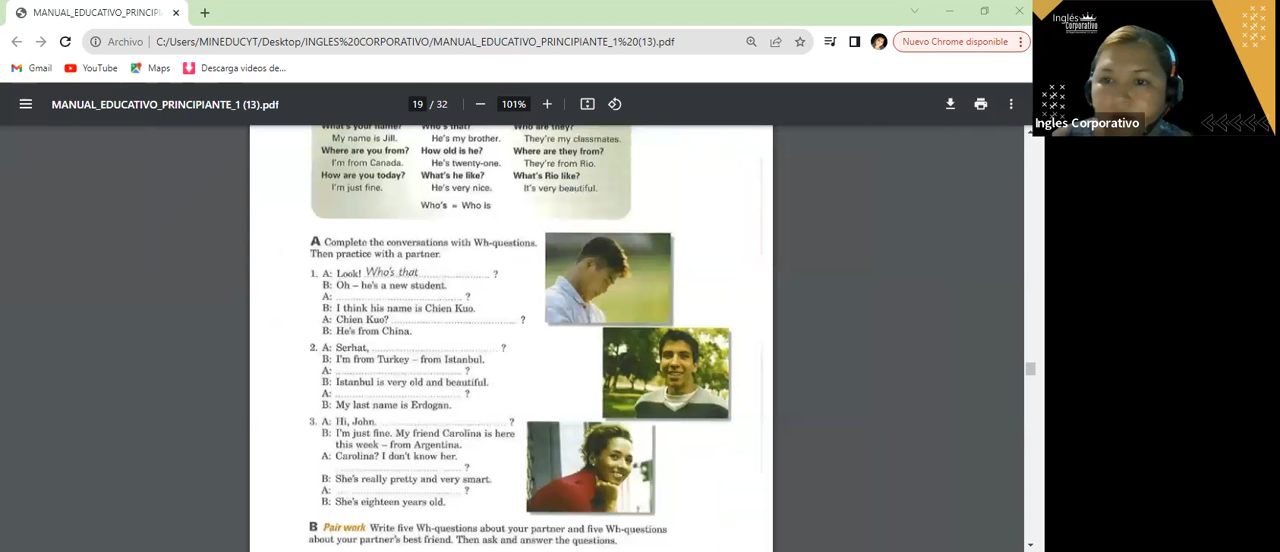 MANUAL_EDUCATIVO_PRINCIPI
Archivo C:/Users/MINEDUCYT/Desktop/INGLES%20CORPORATIVO/MANUAL_EDUCATIVO_PRINCIPIANTE_1%20(13).pdf
Nuevo Chrome disponible
Gmail YouTube Maps Descarga videos de...
MANUAL_EDUCATIVO_PRINCIPIANTE_1 (13).pdf 19 / 32 101%
Inglés
Corporativo
Inglés Corporativo
What's your name? Who's that? Who are they?
My name is Jill. He's my brother. They're my classmates.
Where are you from? How old is he? Where are they from?
I'm from Canada. He's twenty-one. They're from Rio.
How are you today? What's he like? What's Rio like?
I'm just fine. He's very nice. It's very beautiful.
Who's = Who is
A Complete the conversations with Wh-questions.
Then practice with a partner.
1. A: Look! Who's that ?
B: Oh – he's a new student.
A: ?
B: I think his name is Chien Kuo.
A: Chien Kuo? ?
B: He's from China.
2. A: Serhat, ?
B: I'm from Turkey – from Istanbul.
A: ?
B: Istanbul is very old and beautiful.
A: ?
B: My last name is Erdogan.
3. A: Hi, John. ?
B: I'm just fine. My friend Carolina is here
this week – from Argentina.
A: Carolina? I don't know her.
?
B: She's really pretty and very smart.
A: ?
B: She's eighteen years old.
B Pair work Write five Wh-questions about your partner and five Wh-questions
about your partner's best friend. Then ask and answer the questions.